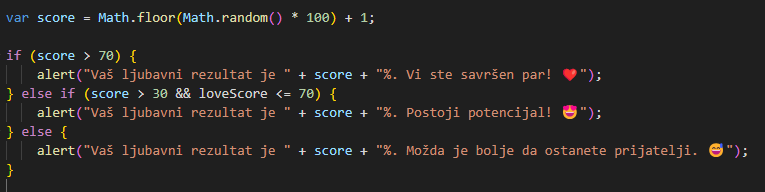 var score = Math.floor(Math.random() * 100) + 1;
if (score > 70) {
alert("Vaš ljubavni rezultat je " + score + "%. Vi ste savršen par! 💖");
} else if (score > 30 && loveScore <= 70) {
alert("Vaš ljubavni rezultat je " + score + "%. Postoji potencijal! 😍");
} else {
alert("Vaš ljubavni rezultat je " + score + "%. Možda je bolje da ostanete prijatelji. 😅");
}